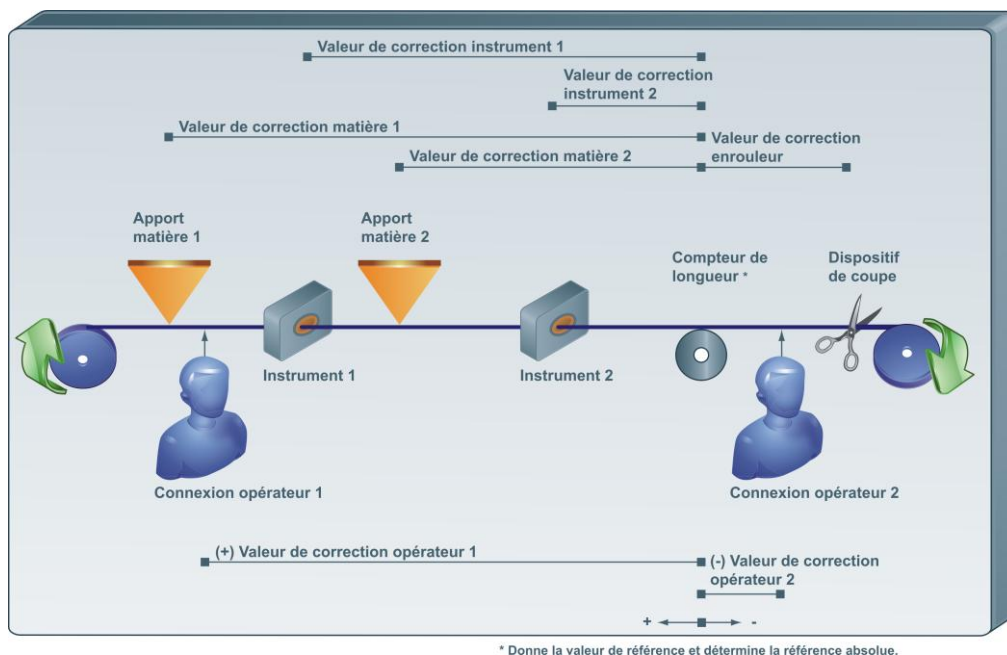 Valeur de correction instrument 1
Valeur de correction
instrument 2
Valeur de correction matière 1
Valeur de correction
enrouleur
Valeur de correction matière 2
Apport
matière 1
Apport
matière 2
Compteur de
longueur *
Dispositif
de coupe
Instrument 1
Instrument 2
Connexion opérateur 1
Connexion opérateur 2
(+) Valeur de correction opérateur 1
(-) Valeur de correction
opérateur 2
+ -
* Donne la valeur de référence et détermine la référence absolue.